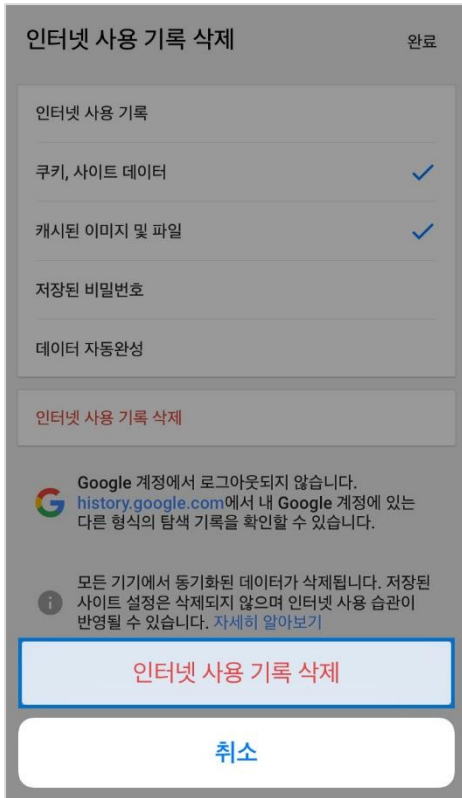 인터넷 사용 기록 삭제 완료
인터넷 사용 기록
쿠키, 사이트 데이터
캐시된 이미지 및 파일
저장된 비밀번호
데이터 자동완성
인터넷 사용 기록 삭제
Google 계정에서 로그아웃되지 않습니다.
history.google.com에서 내 Google 계정에 있는
다른 형식의 탐색 기록을 확인할 수 있습니다.
모든 기기에서 동기화된 데이터가 삭제됩니다. 저장된
사이트 설정은 삭제되지 않으며 인터넷 사용 습관이
반영될 수 있습니다. 자세히 알아보기
인터넷 사용 기록 삭제
취소